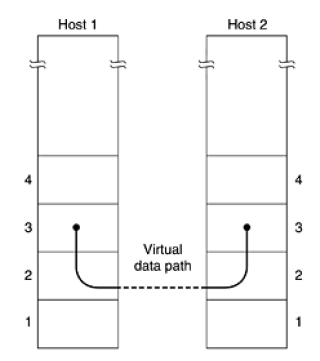 Host 1 Host 2
4 4
3 3
Virtual
data path
2 2
1 1